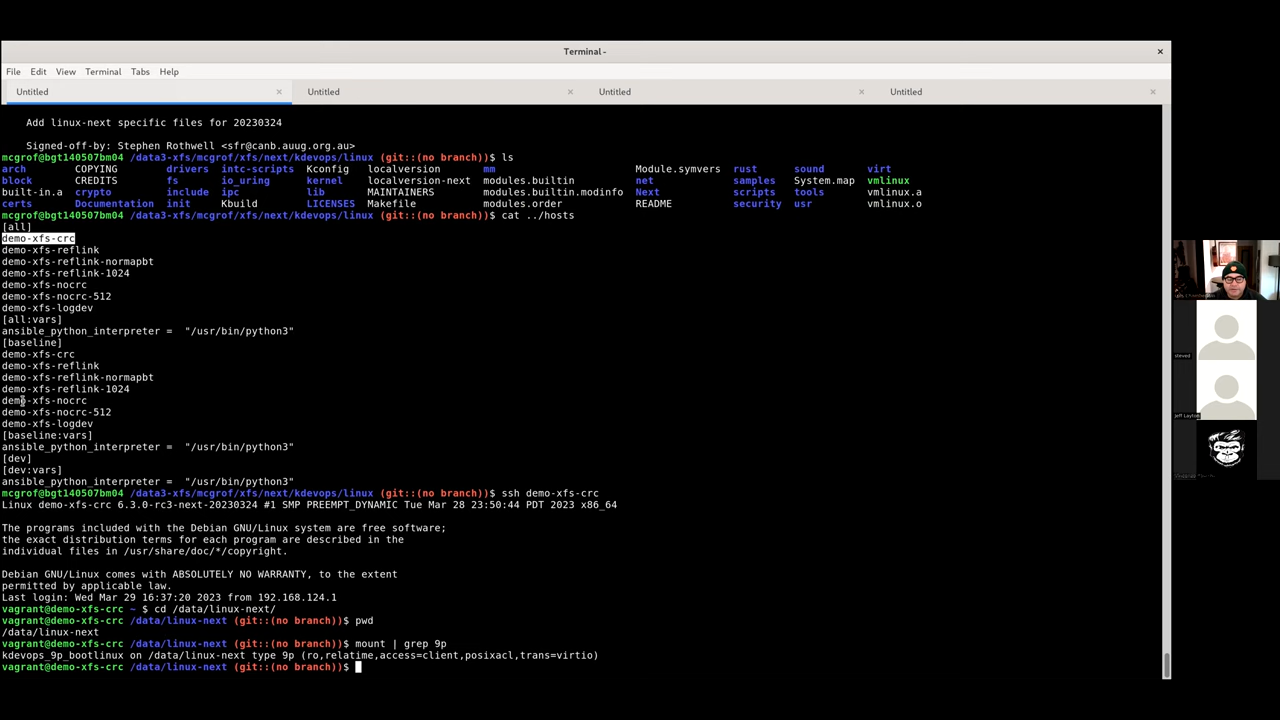 Terminal -
File Edit View Terminal Tabs Help
Untitled Untitled Untitled Untitled
Add linux-next specific files for 20230324
Signed-off-by: Stephen Rothwell <sfr@canb.auug.org.au>
mcgrof@bgt140507bm04 /data3-xfs/mcgrof/xfs/next/kdevops/linux (git::(no branch))$ ls
arch COPYING drivers intc-scripts Kconfig localversion mm Module.symvers rust sound virt
block CREDITS fs io_uring kernel localversion-next modules.builtin net samples System.map vmlinux
built-in.a crypto include ipc lib MAINTAINERS modules.builtin.modinfo Next scripts tools vmlinux.a
certs Documentation init Kbuild LICENSES Makefile modules.order README security usr vmlinux.o
mcgrof@bgt140507bm04 /data3-xfs/mcgrof/xfs/next/kdevops/linux (git::(no branch))$ cat ../hosts
[all]
demo-xfs-crc
demo-xfs-reflink
demo-xfs-reflink-normapbt
demo-xfs-reflink-1024
demo-xfs-nocrc
demo-xfs-nocrc-512
demo-xfs-logdev
[all:vars]
ansible_python_interpreter =  "/usr/bin/python3"
[baseline]
demo-xfs-crc
demo-xfs-reflink
demo-xfs-reflink-normapbt
demo-xfs-reflink-1024
demo-xfs-nocrc
demo-xfs-nocrc-512
demo-xfs-logdev
[baseline:vars]
ansible_python_interpreter =  "/usr/bin/python3"
[dev]
[dev:vars]
ansible_python_interpreter =  "/usr/bin/python3"
mcgrof@bgt140507bm04 /data3-xfs/mcgrof/xfs/next/kdevops/linux (git::(no branch))$ ssh demo-xfs-crc
Linux demo-xfs-crc 6.3.0-rc3-next-20230324 #1 SMP PREEMPT_DYNAMIC Tue Mar 28 23:50:44 PDT 2023 x86_64
The programs included with the Debian GNU/Linux system are free software;
the exact distribution terms for each program are described in the
individual files in /usr/share/doc/*/copyright.
Debian GNU/Linux comes with ABSOLUTELY NO WARRANTY, to the extent
permitted by applicable law.
Last login: Wed Mar 29 16:37:20 2023 from 192.168.124.1
vagrant@demo-xfs-crc ~ $ cd /data/linux-next/
vagrant@demo-xfs-crc /data/linux-next (git::(no branch))$ pwd
/data/linux-next
vagrant@demo-xfs-crc /data/linux-next (git::(no branch))$ mount | grep 9p
kdevops_9p_bootlinux on /data/linux-next type 9p (ro,relatime,access=client,posixacl,trans=virtio)
vagrant@demo-xfs-crc /data/linux-next (git::(no branch))$
steved
Jeff Layton